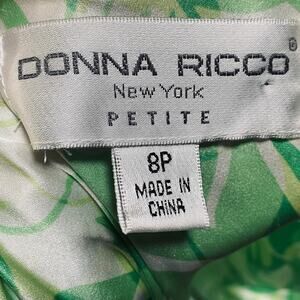 DONNA RICCO®
New York
PETITE
8P
MADE IN
CHINA